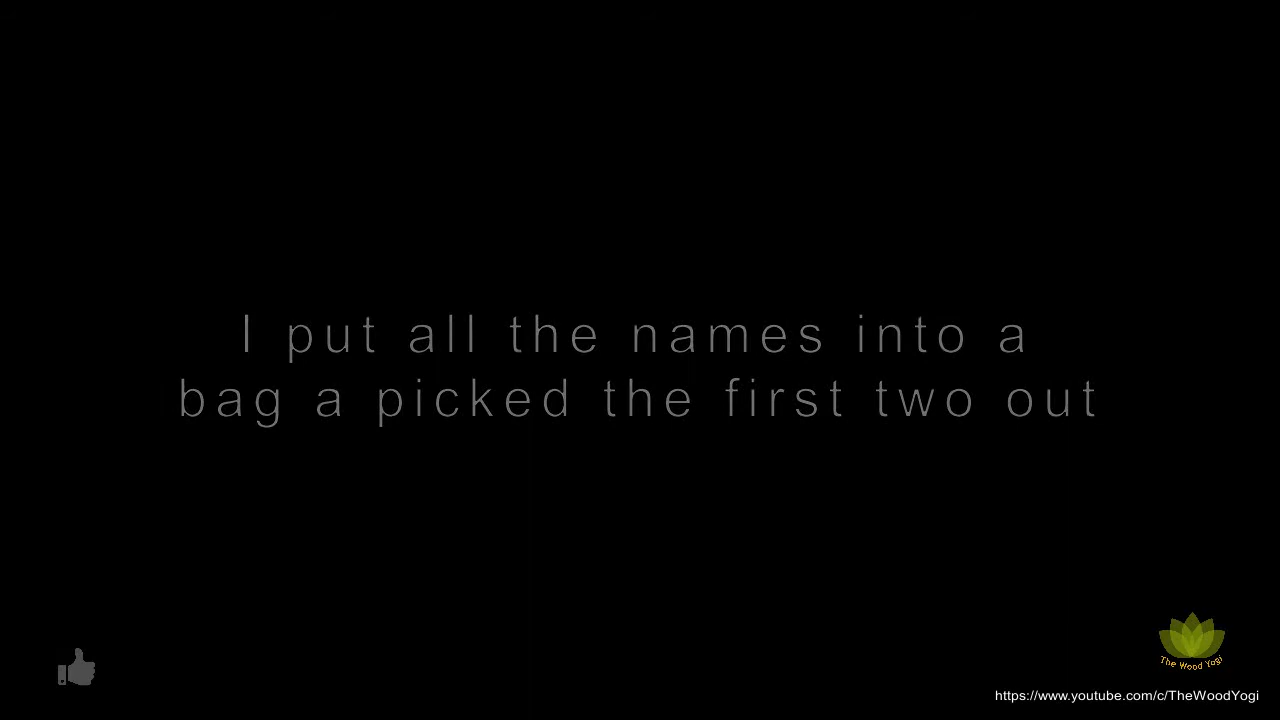 I put all the names into a
bag a picked the first two out
The Wood Yogi
https://www.youtube.com/c/TheWoodYogi